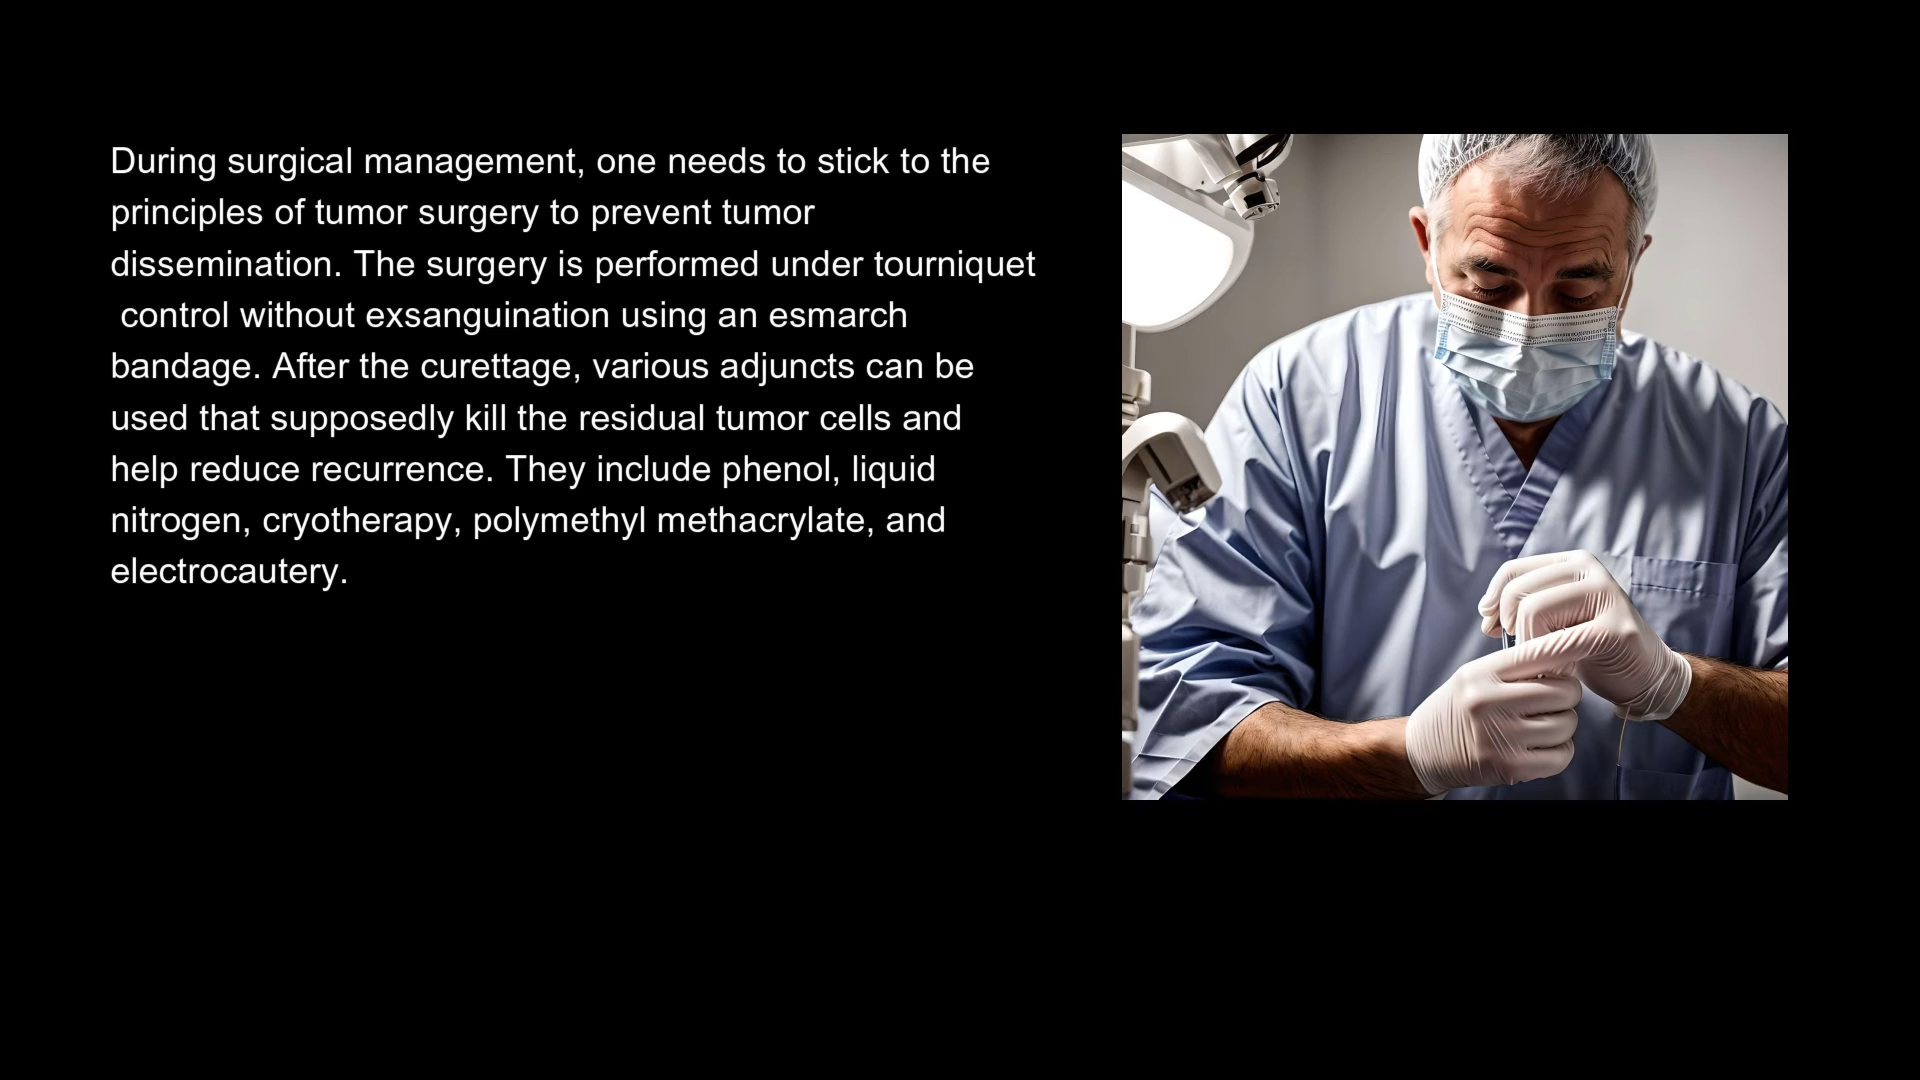 During surgical management, one needs to stick to the
principles of tumor surgery to prevent tumor
dissemination. The surgery is performed under tourniquet
control without exsanguination using an esmarch
bandage. After the curettage, various adjuncts can be
used that supposedly kill the residual tumor cells and
help reduce recurrence. They include phenol, liquid
nitrogen, cryotherapy, polymethyl methacrylate, and
electrocautery.